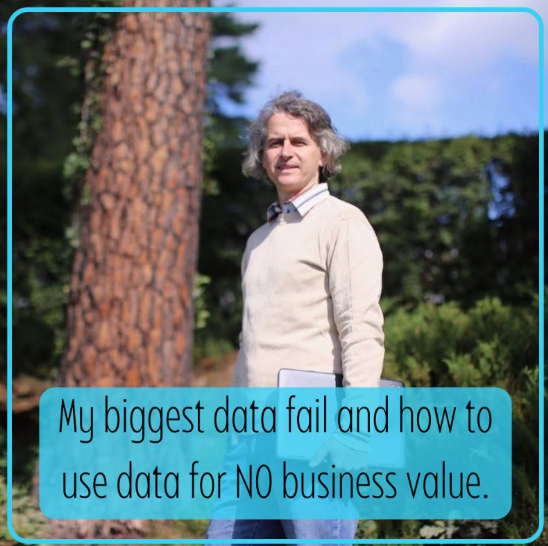 My biggest data fail and how to
use data for NO business value.